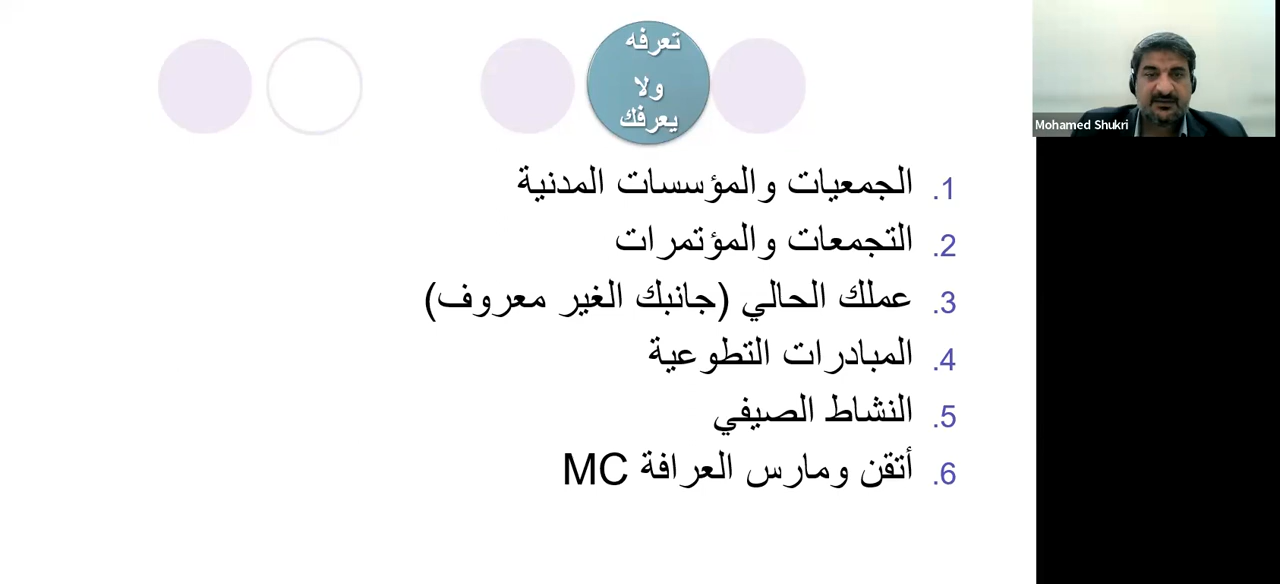 تعرفه
ولا
يعرفك
Mohamed Shukri
1. الجمعيات والمؤسسات المدنية
2. التجمعات والمؤتمرات
3. عملك الحالي (جانبك الغير معروف)
4. المبادرات التطوعية
5. النشاط الصيفي
6. أتقن ومارس العرافة MC